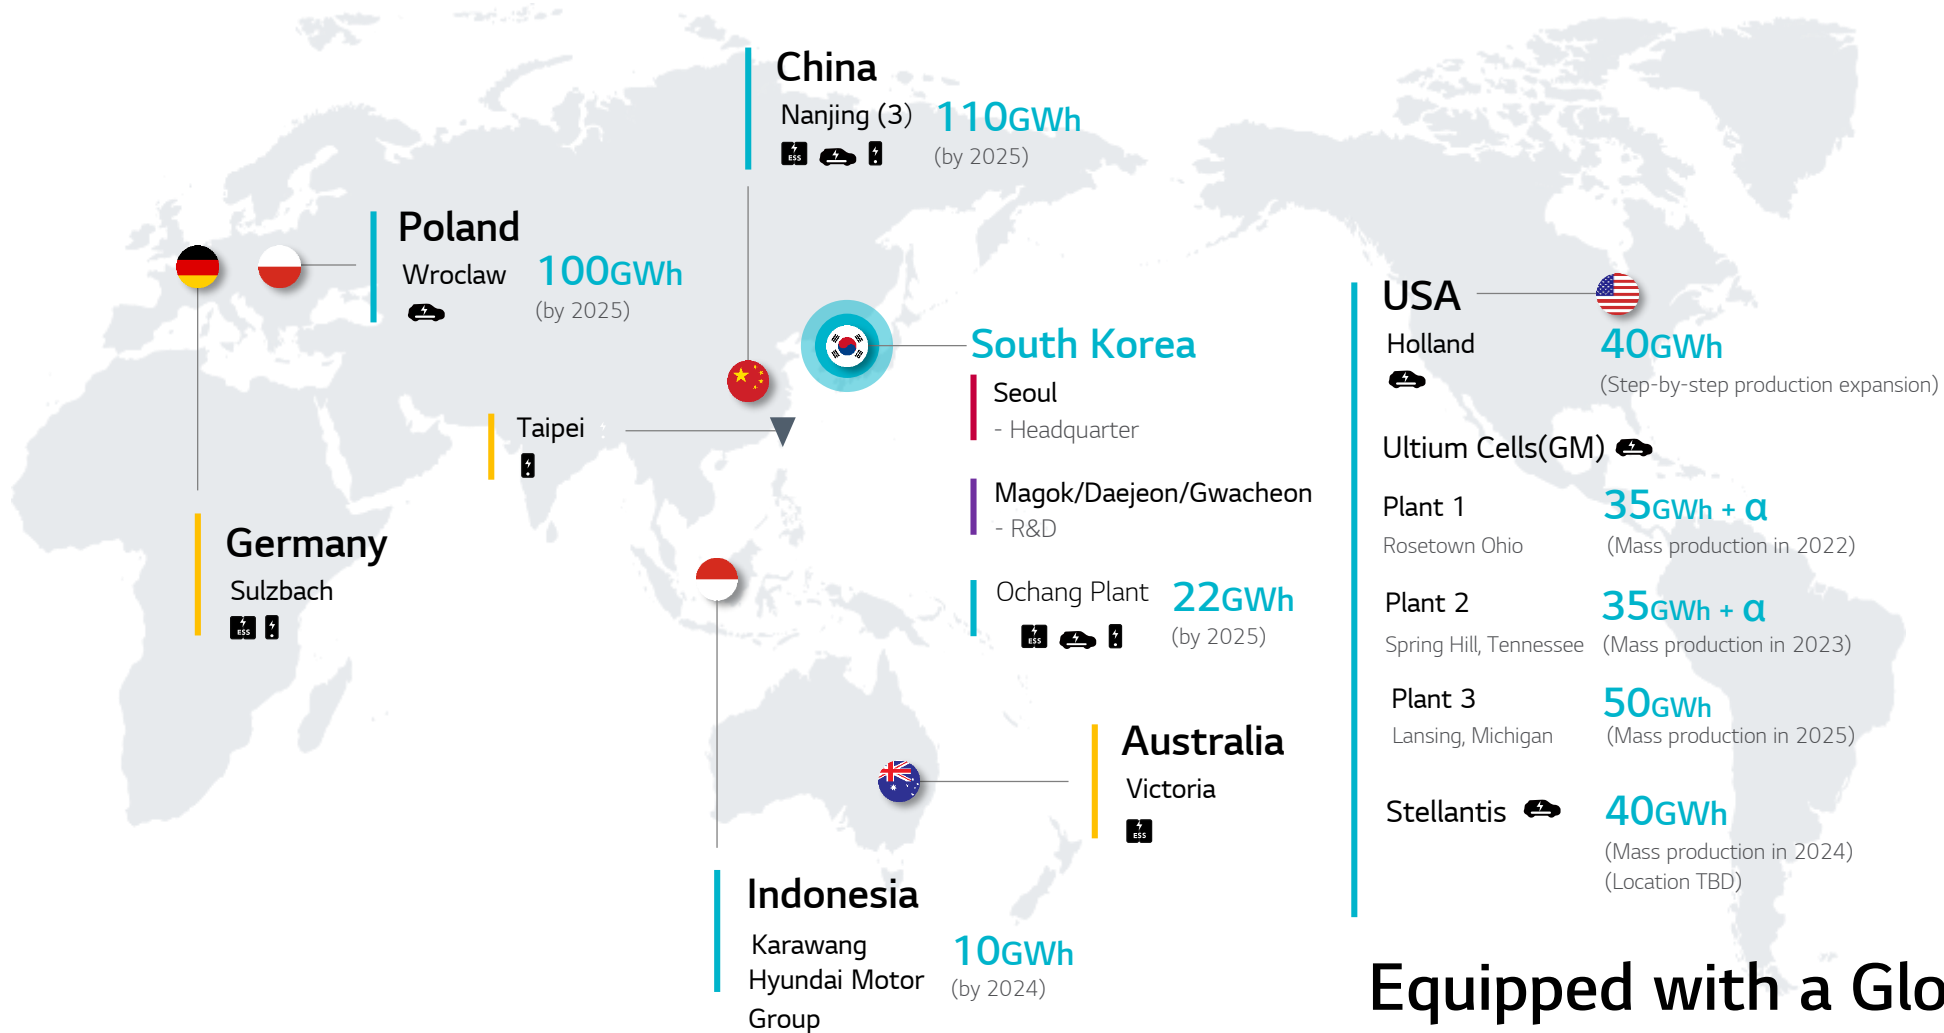 China
Nanjing (3) 110GWh
ESS
(by 2025)
Poland
Wroclaw 100GWh
(by 2025)
South Korea
Seoul
- Headquarter
Magok/Daejeon/Gwacheon
- R&D
Ochang Plant 22GWh
ESS
(by 2025)
Taipei
Germany
Sulzbach
ESS
Australia
Victoria
ESS
Indonesia
Karawang
Hyundai Motor
Group
10GWh
(by 2024)
USA
Holland 40GWh
(Step-by-step production expansion)
Ultium Cells(GM)
Plant 1 35GWh + α
Rosetown Ohio (Mass production in 2022)
Plant 2 35GWh + α
Spring Hill, Tennessee (Mass production in 2023)
Plant 3 50GWh
Lansing, Michigan (Mass production in 2025)
Stellantis 40GWh
(Mass production in 2024)
(Location TBD)
Equipped with a Glo